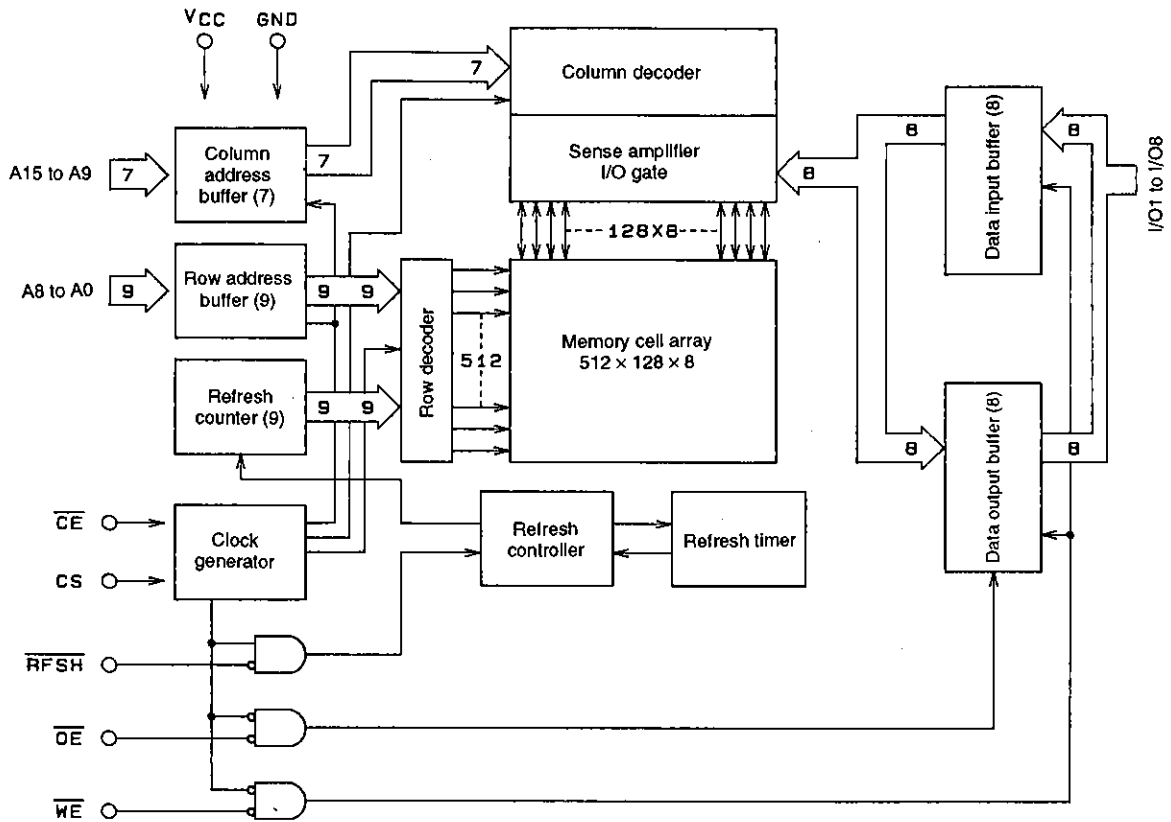 VCC GND
A15 to A9
7
Column
address
buffer (7)
7
7
Column decoder
Sense amplifier
I/O gate
8
8
8
Data input buffer (8)
8
I/O1 to I/O8
128X8
A8 to A0
9
Row address
buffer (9)
9 9
Row decoder
512
Memory cell array
512 × 128 × 8
Refresh
counter (9)
9 9
8
Data output buffer (8)
8
CE
CS
Clock
generator
Refresh
controller
Refresh timer
RFSH
OE
WE